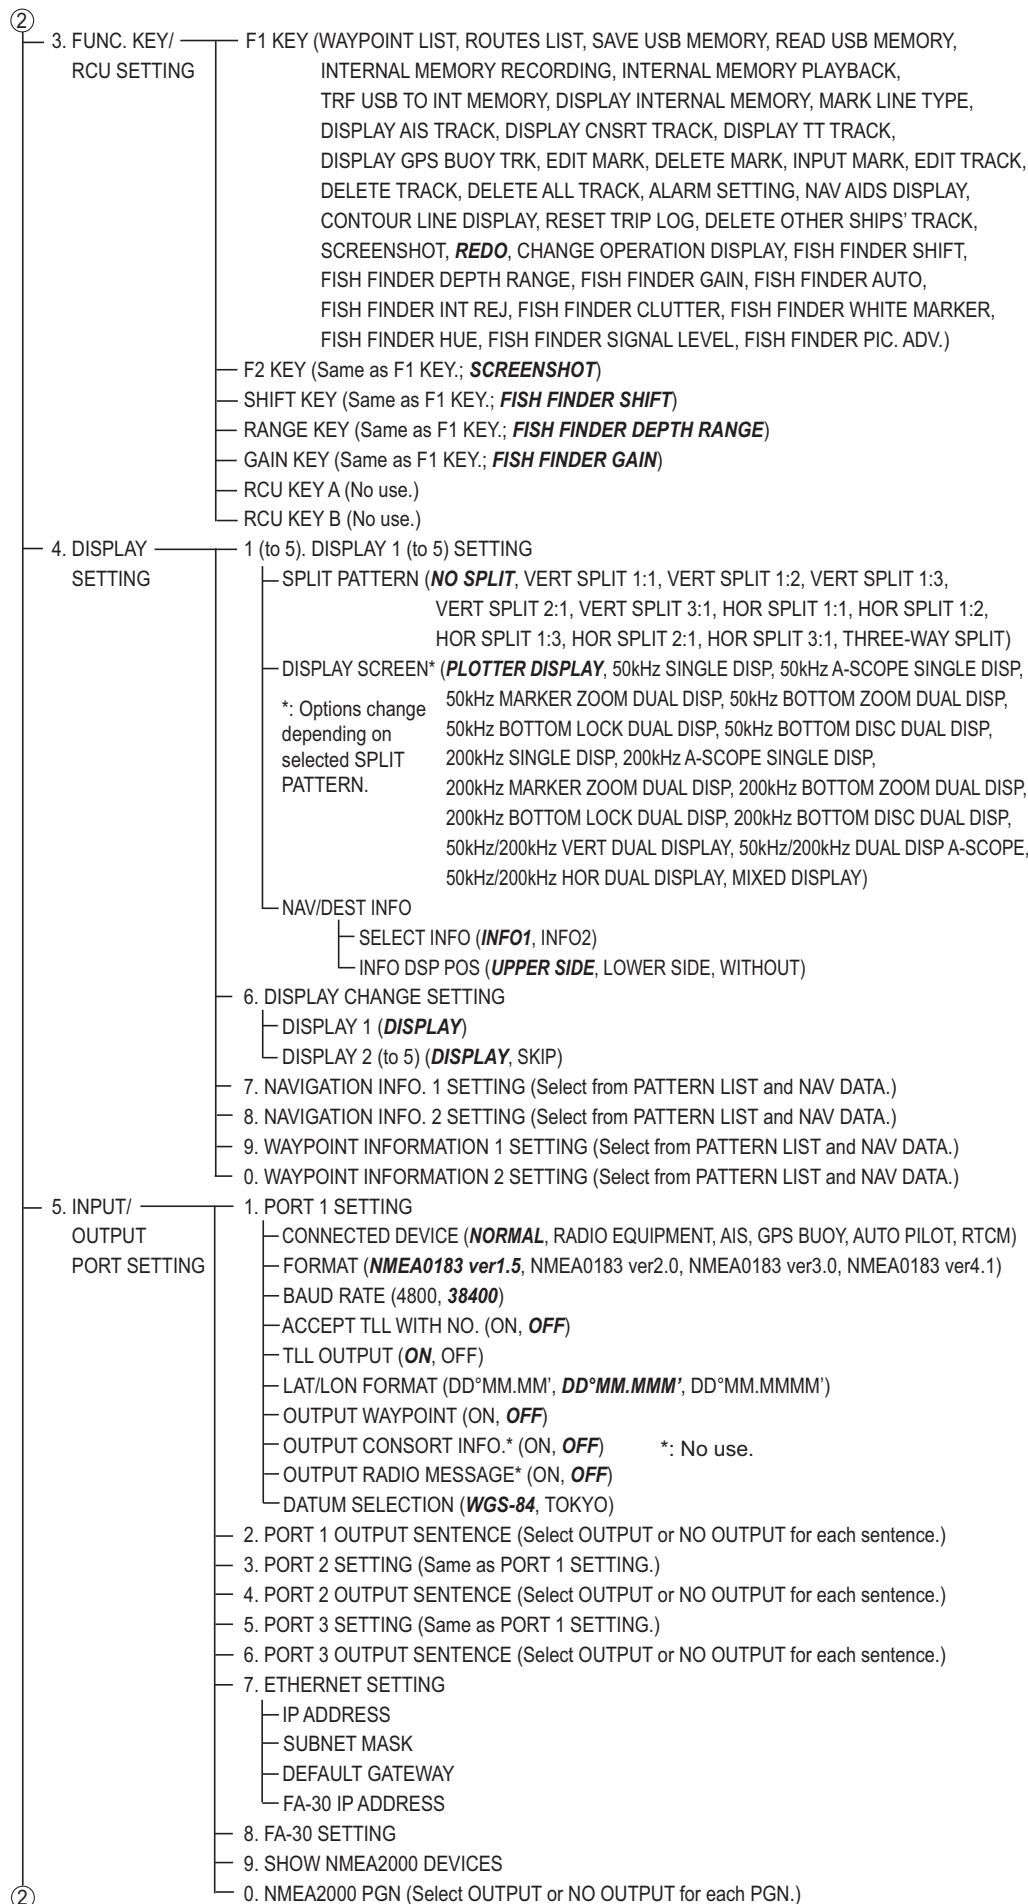 ②
3. FUNC. KEY/ RCU SETTING
F1 KEY (WAYPOINT LIST, ROUTES LIST, SAVE USB MEMORY, READ USB MEMORY,
INTERNAL MEMORY RECORDING, INTERNAL MEMORY PLAYBACK,
TRF USB TO INT MEMORY, DISPLAY INTERNAL MEMORY, MARK LINE TYPE,
DISPLAY AIS TRACK, DISPLAY CNSRT TRACK, DISPLAY TT TRACK,
DISPLAY GPS BUOY TRK, EDIT MARK, DELETE MARK, INPUT MARK, EDIT TRACK,
DELETE TRACK, DELETE ALL TRACK, ALARM SETTING, NAV AIDS DISPLAY,
CONTOUR LINE DISPLAY, RESET TRIP LOG, DELETE OTHER SHIPS' TRACK,
SCREENSHOT, REDO, CHANGE OPERATION DISPLAY, FISH FINDER SHIFT,
FISH FINDER DEPTH RANGE, FISH FINDER GAIN, FISH FINDER AUTO,
FISH FINDER INT REJ, FISH FINDER CLUTTER, FISH FINDER WHITE MARKER,
FISH FINDER HUE, FISH FINDER SIGNAL LEVEL, FISH FINDER PIC. ADV.)
F2 KEY (Same as F1 KEY.; SCREENSHOT)
SHIFT KEY (Same as F1 KEY.; FISH FINDER SHIFT)
RANGE KEY (Same as F1 KEY.; FISH FINDER DEPTH RANGE)
GAIN KEY (Same as F1 KEY.; FISH FINDER GAIN)
RCU KEY A (No use.)
RCU KEY B (No use.)
4. DISPLAY SETTING
1 (to 5). DISPLAY 1 (to 5) SETTING
SPLIT PATTERN (NO SPLIT, VERT SPLIT 1:1, VERT SPLIT 1:2, VERT SPLIT 1:3,
VERT SPLIT 2:1, VERT SPLIT 3:1, HOR SPLIT 1:1, HOR SPLIT 1:2,
HOR SPLIT 1:3, HOR SPLIT 2:1, HOR SPLIT 3:1, THREE-WAY SPLIT)
DISPLAY SCREEN* (PLOTTER DISPLAY, 50kHz SINGLE DISP, 50kHz A-SCOPE SINGLE DISP,
50kHz MARKER ZOOM DUAL DISP, 50kHz BOTTOM ZOOM DUAL DISP,
50kHz BOTTOM LOCK DUAL DISP, 50kHz BOTTOM DISC DUAL DISP,
200kHz SINGLE DISP, 200kHz A-SCOPE SINGLE DISP,
200kHz MARKER ZOOM DUAL DISP, 200kHz BOTTOM ZOOM DUAL DISP,
200kHz BOTTOM LOCK DUAL DISP, 200kHz BOTTOM DISC DUAL DISP,
50kHz/200kHz VERT DUAL DISPLAY, 50kHz/200kHz DUAL DISP A-SCOPE,
50kHz/200kHz HOR DUAL DISPLAY, MIXED DISPLAY)
*: Options change
depending on
selected SPLIT
PATTERN.
NAV/DEST INFO
SELECT INFO (INFO1, INFO2)
INFO DSP POS (UPPER SIDE, LOWER SIDE, WITHOUT)
6. DISPLAY CHANGE SETTING
DISPLAY 1 (DISPLAY)
DISPLAY 2 (to 5) (DISPLAY, SKIP)
7. NAVIGATION INFO. 1 SETTING (Select from PATTERN LIST and NAV DATA.)
8. NAVIGATION INFO. 2 SETTING (Select from PATTERN LIST and NAV DATA.)
9. WAYPOINT INFORMATION 1 SETTING (Select from PATTERN LIST and NAV DATA.)
0. WAYPOINT INFORMATION 2 SETTING (Select from PATTERN LIST and NAV DATA.)
5. INPUT/ OUTPUT PORT SETTING
1. PORT 1 SETTING
CONNECTED DEVICE (NORMAL, RADIO EQUIPMENT, AIS, GPS BUOY, AUTO PILOT, RTCM)
FORMAT (NMEA0183 ver1.5, NMEA0183 ver2.0, NMEA0183 ver3.0, NMEA0183 ver4.1)
BAUD RATE (4800, 38400)
ACCEPT TLL WITH NO. (ON, OFF)
TLL OUTPUT (ON, OFF)
LAT/LON FORMAT (DD°MM.MM', DD°MM.MMM', DD°MM.MMMM')
OUTPUT WAYPOINT (ON, OFF)
OUTPUT CONSORT INFO.* (ON, OFF) *: No use.
OUTPUT RADIO MESSAGE* (ON, OFF)
DATUM SELECTION (WGS-84, TOKYO)
2. PORT 1 OUTPUT SENTENCE (Select OUTPUT or NO OUTPUT for each sentence.)
3. PORT 2 SETTING (Same as PORT 1 SETTING.)
4. PORT 2 OUTPUT SENTENCE (Select OUTPUT or NO OUTPUT for each sentence.)
5. PORT 3 SETTING (Same as PORT 1 SETTING.)
6. PORT 3 OUTPUT SENTENCE (Select OUTPUT or NO OUTPUT for each sentence.)
7. ETHERNET SETTING
IP ADDRESS
SUBNET MASK
DEFAULT GATEWAY
FA-30 IP ADDRESS
8. FA-30 SETTING
9. SHOW NMEA2000 DEVICES
0. NMEA2000 PGN (Select OUTPUT or NO OUTPUT for each PGN.)
②